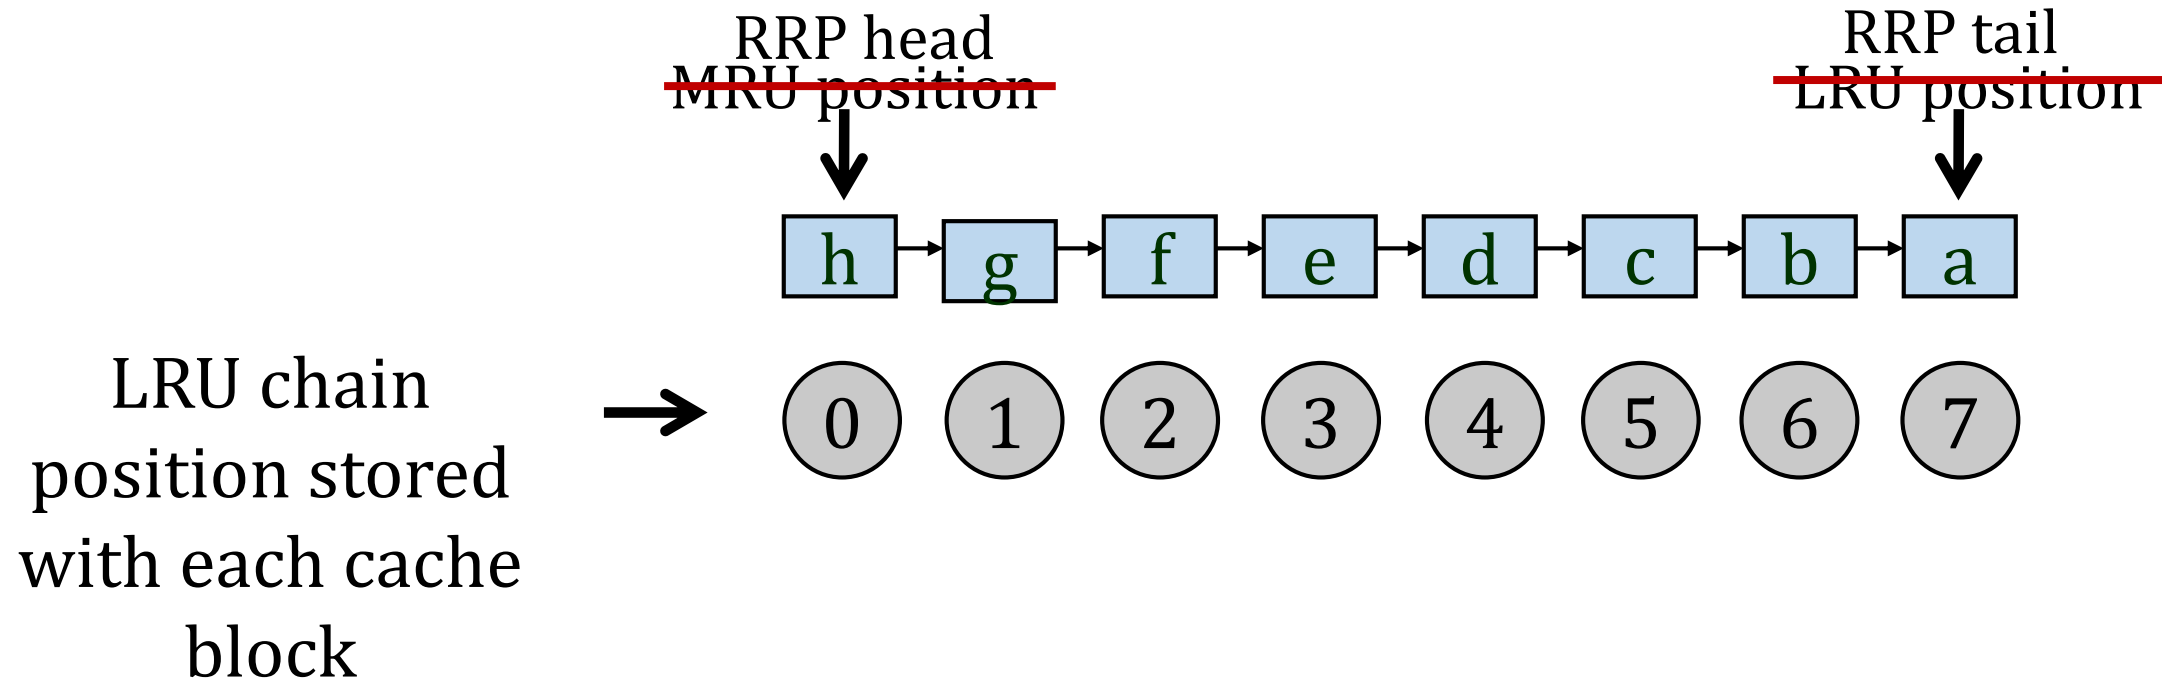 RRP head
MRU position
RRP tail
LRU position
h g f e d c b a
LRU chain
position stored
with each cache
block
0 1 2 3 4 5 6 7